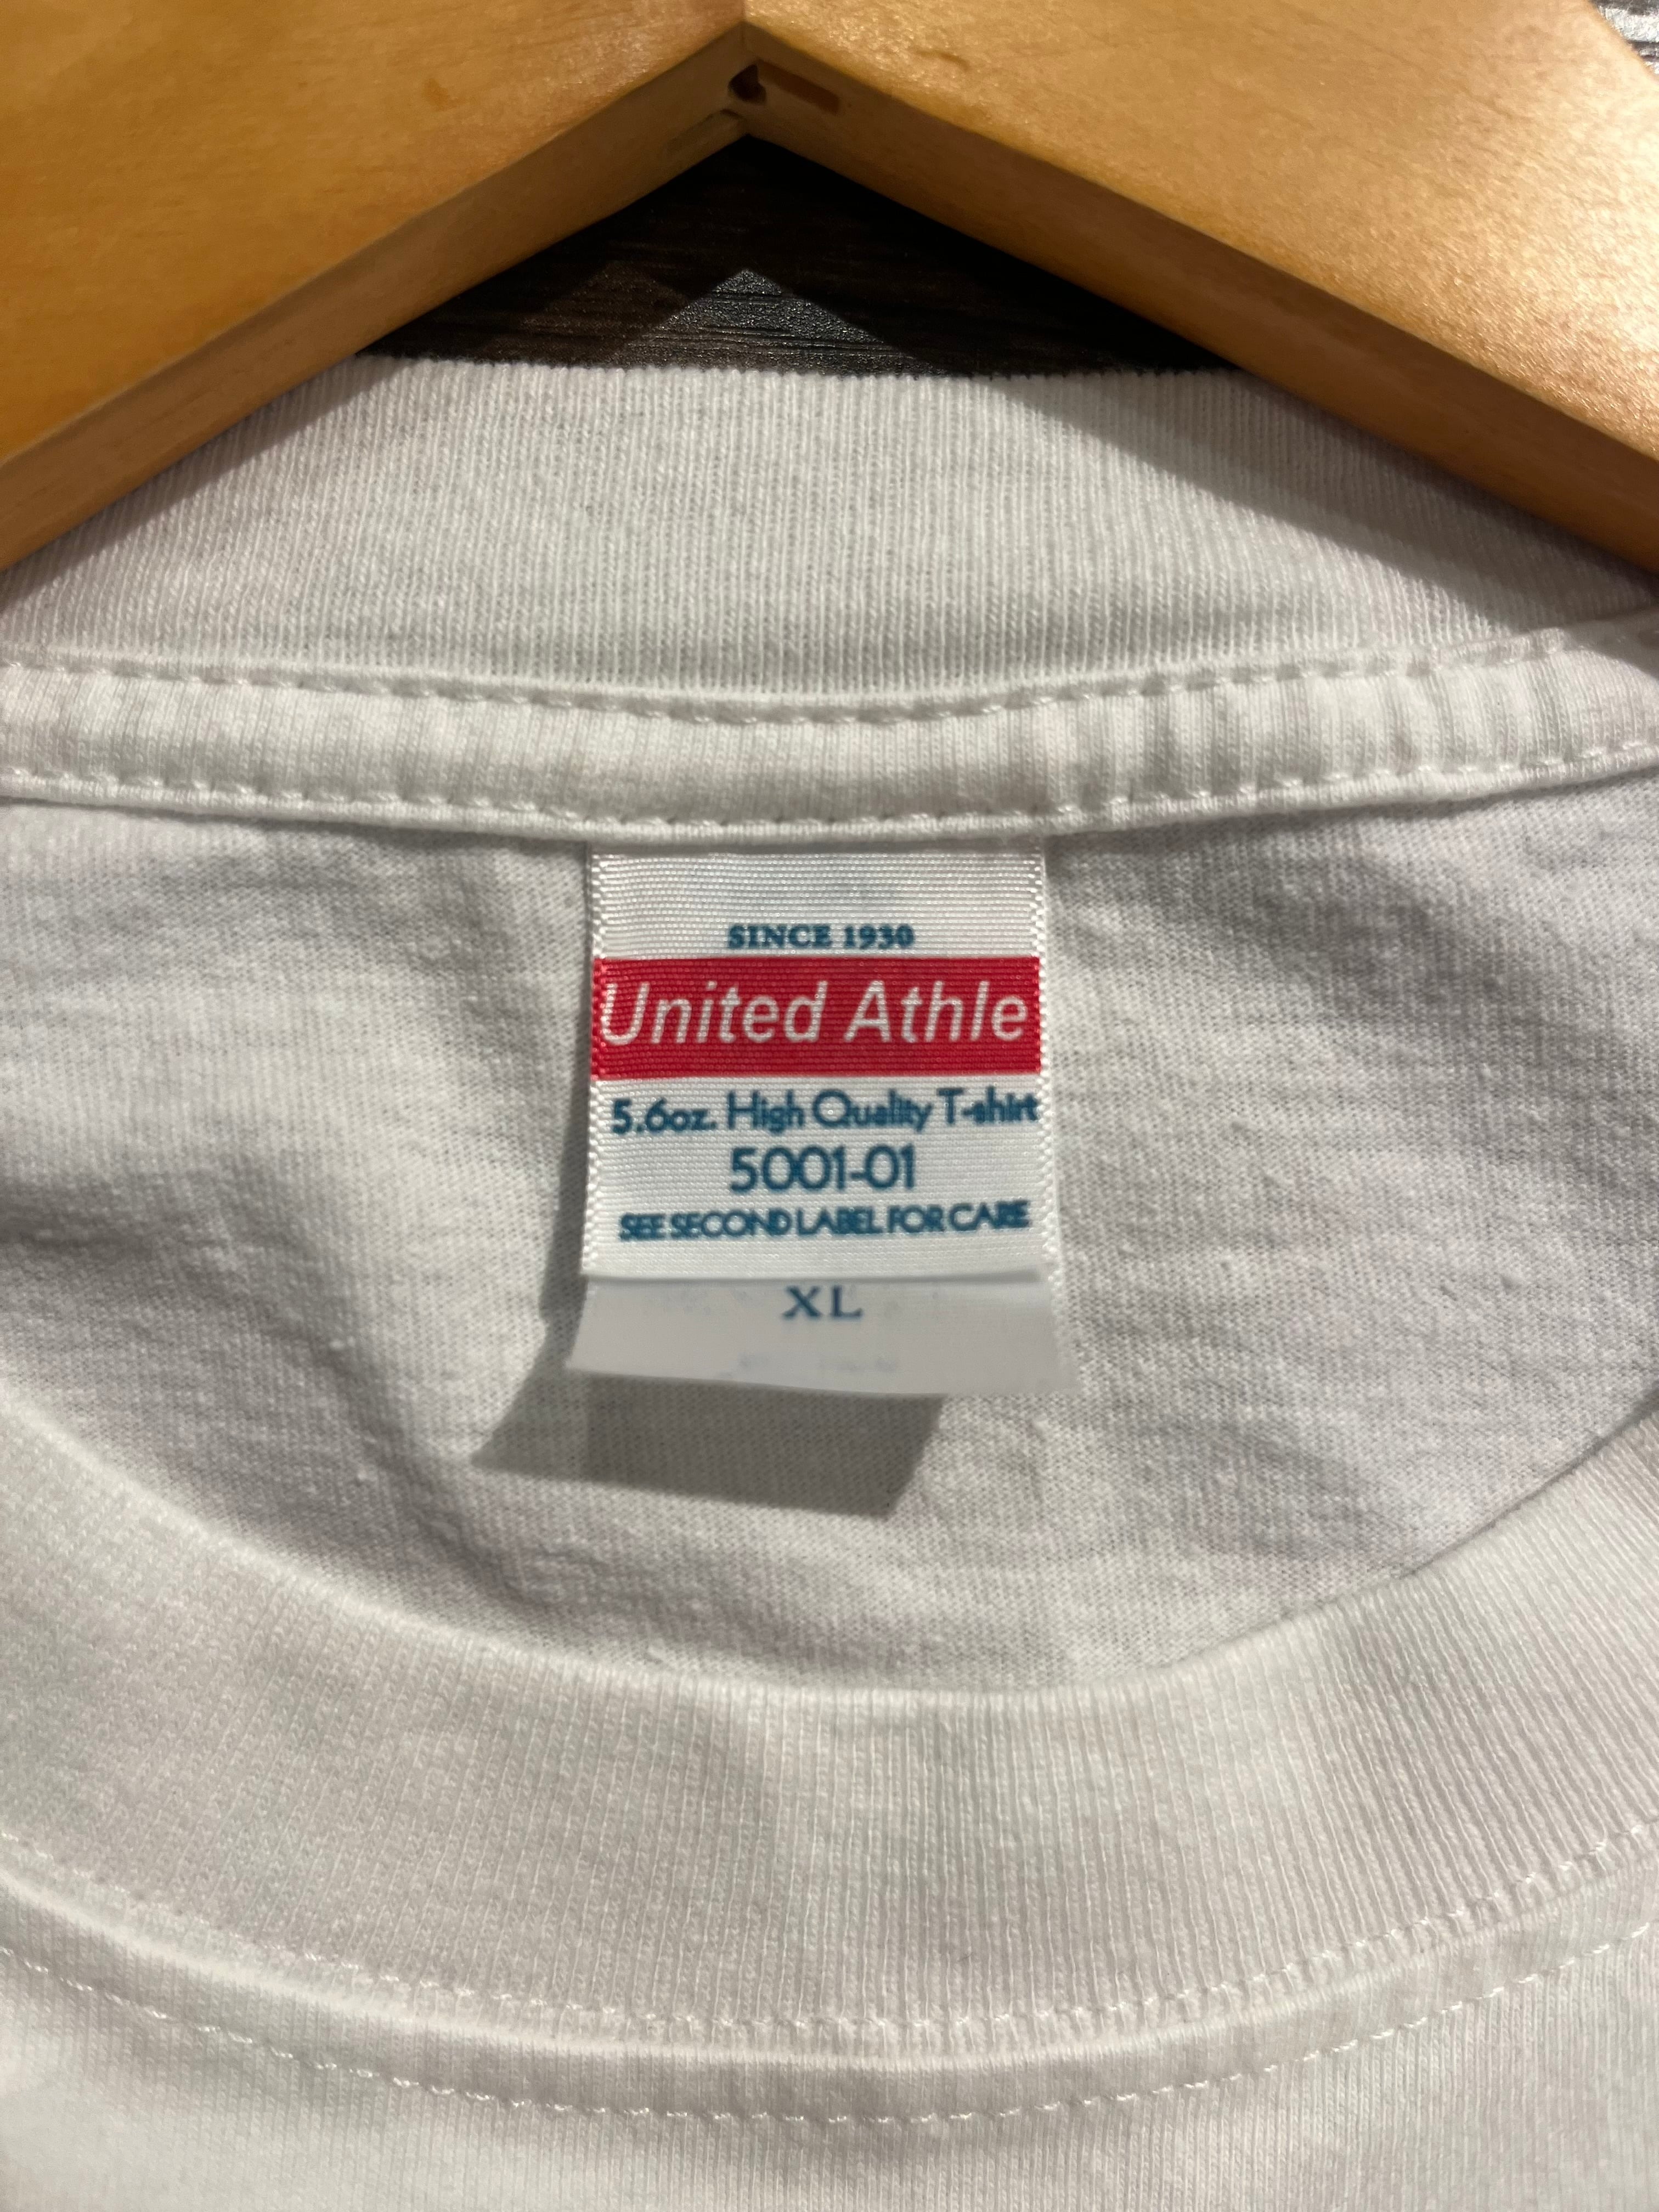 SINCE 1930
United Athle
5.6oz. High Quality T-shirt
5001-01
SEE SECOND LABEL FOR CARE
XL